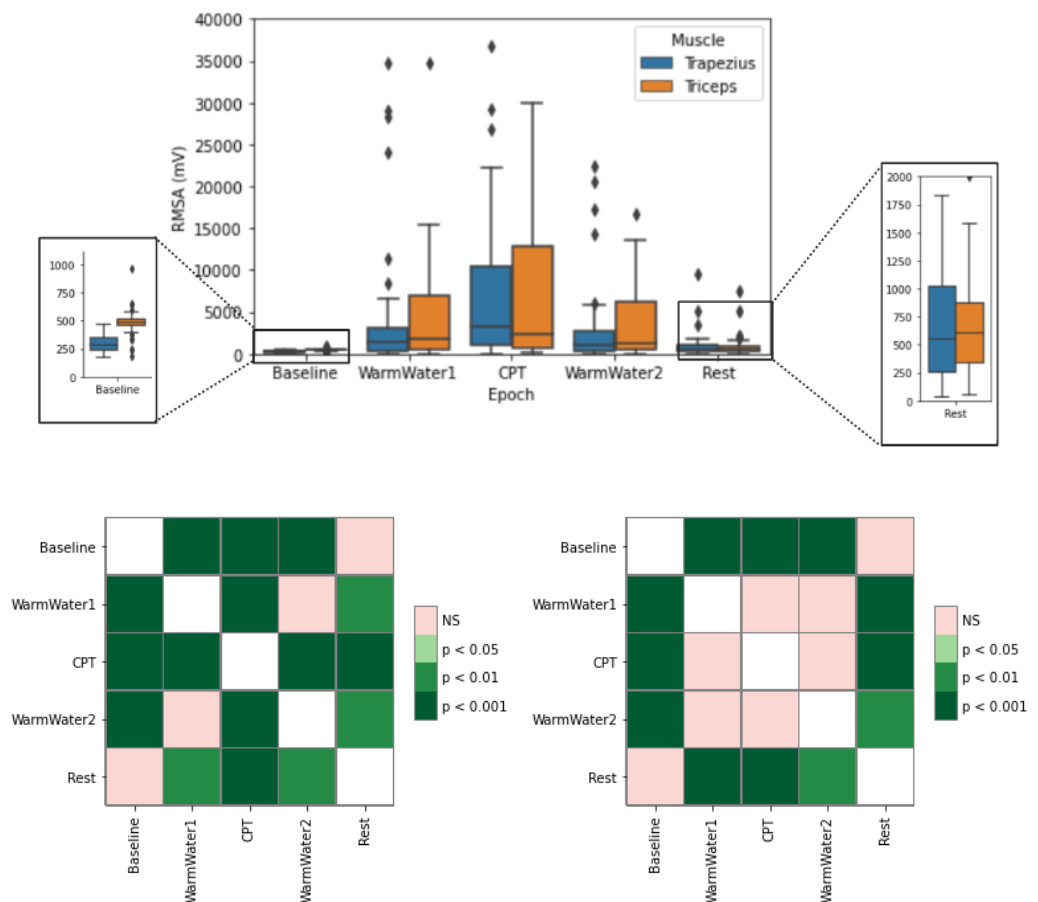 40000
35000
30000
25000
20000
15000
10000
5000
0
RMSA (mV)
Muscle
Trapezius
Triceps
Baseline WarmWater1 CPT WarmWater2 Rest
Epoch
1000
750
500
250
0
Baseline
2000
1750
1500
1250
1000
750
500
250
0
Rest
Baseline
WarmWater1
CPT
WarmWater2
Rest
Baseline
WarmWater1
CPT
WarmWater2
Rest
NS
p < 0.05
p < 0.01
p < 0.001
Baseline
WarmWater1
CPT
WarmWater2
Rest
Baseline
WarmWater1
CPT
WarmWater2
Rest
NS
p < 0.05
p < 0.01
p < 0.001